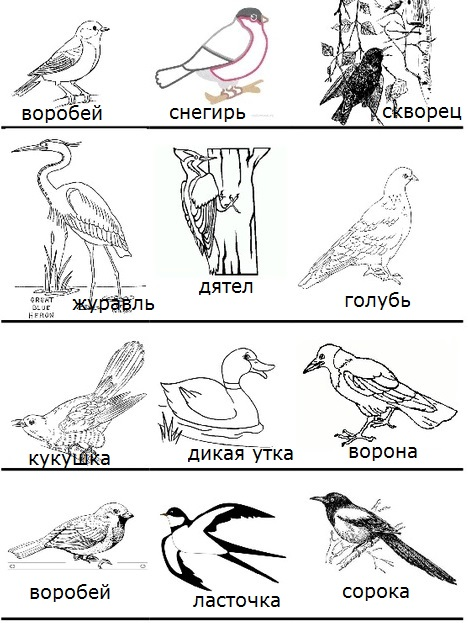 воробей снегирь скворец
GREAT
BLUE
HERON
журавль дятел голубь
кукушка дикая утка ворона
воробей ласточка сорока